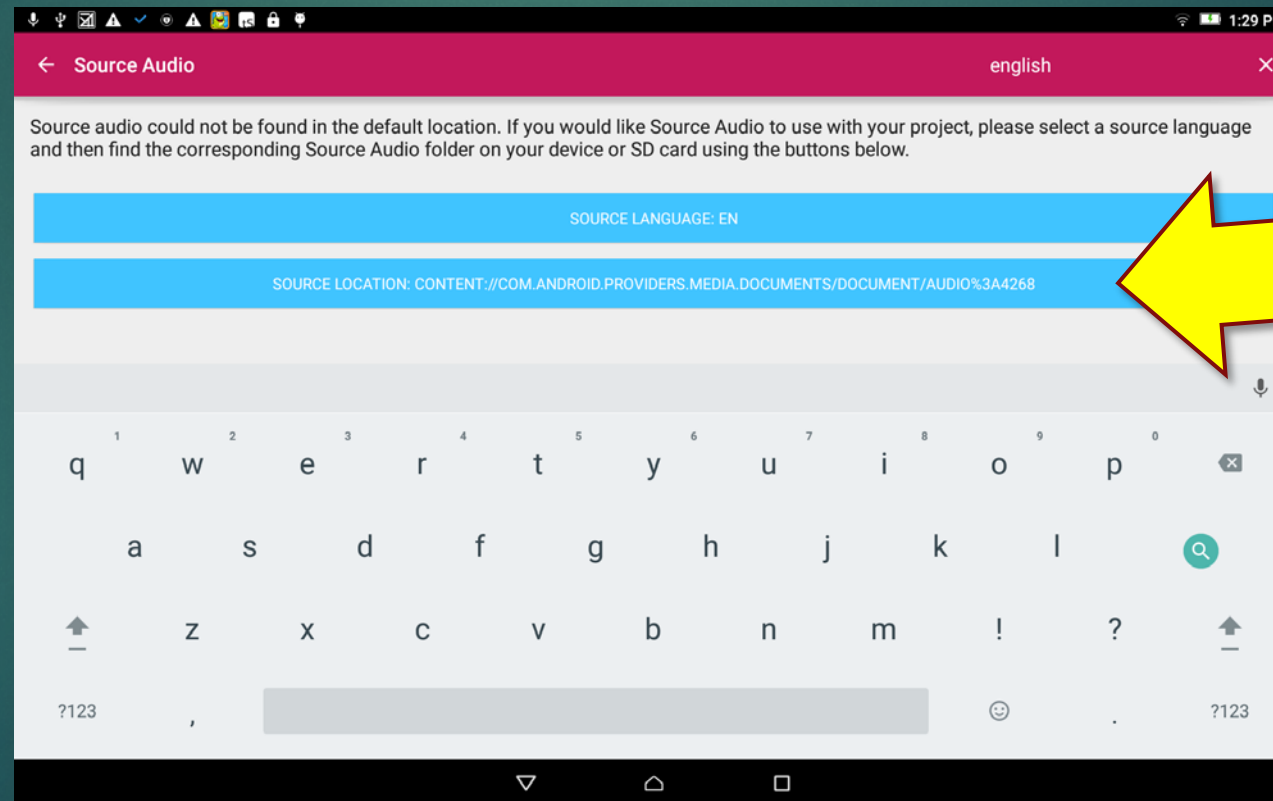 1:29 P
Source Audio english
Source audio could not be found in the default location. If you would like Source Audio to use with your project, please select a source language
and then find the corresponding Source Audio folder on your device or SD card using the buttons below.
SOURCE LANGUAGE: EN
SOURCE LOCATION: CONTENT://COM.ANDROID.PROVIDERS.MEDIA.DOCUMENTS/DOCUMENT/AUDIO%3A4268
1 2 3 4 5 6 7 8 9 0
q w e r t y u i o p
a s d f g h j k l
z x c v b n m ! ?
?123 , . ?123